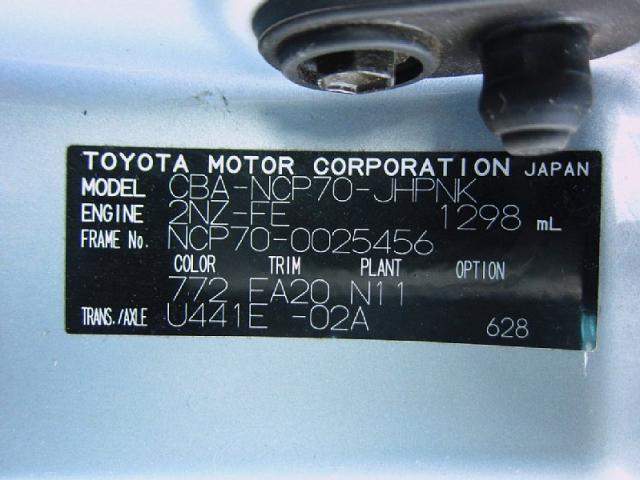 TOYOTA MOTOR CORPORATION JAPAN
MODEL CBA-NCP70-JHPNK
ENGINE 2NZ-FE 1298 mL
FRAME No. NCP70-0025456
COLOR TRIM PLANT OPTION
772 EA20 N11
TRANS./AXLE U441E -02A 628